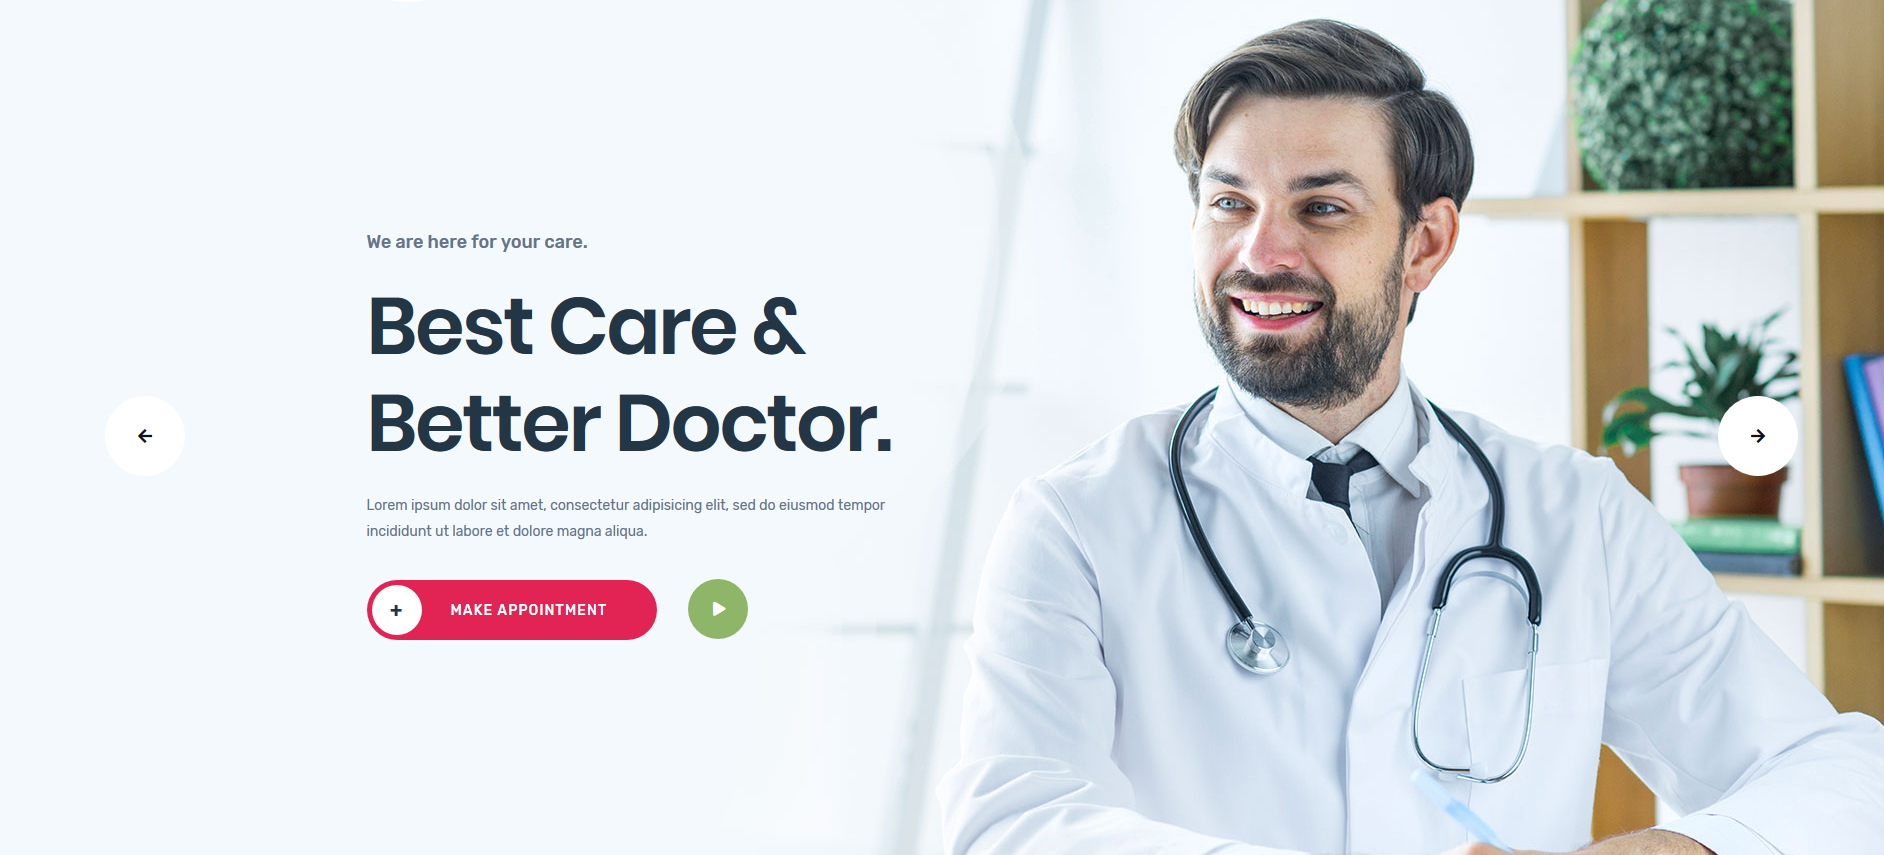 We are here for your care.
Best Care &
Better Doctor.
Lorem ipsum dolor sit amet, consectetur adipisicing elit, sed do eiusmod tempor
incididunt ut labore et dolore magna aliqua.
MAKE APPOINTMENT